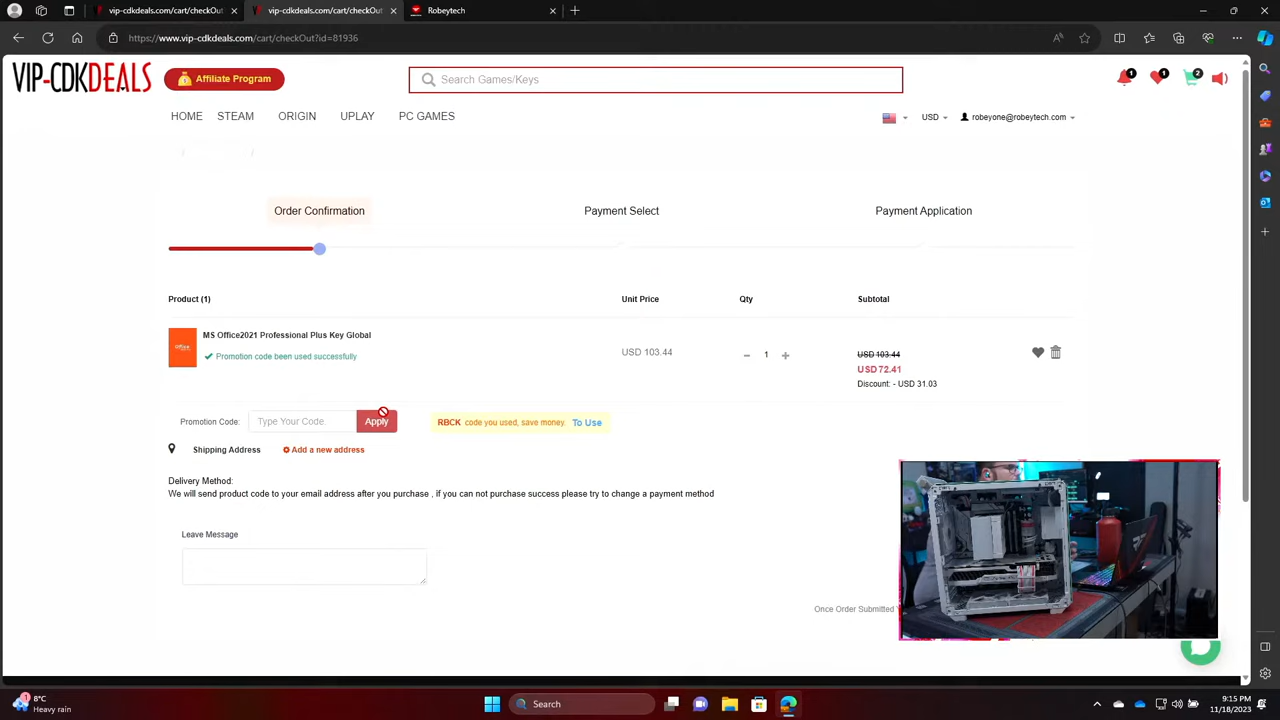 vip-cdkdeals.com/cart/checkOut
vip-cdkdeals.com/cart/checkOut
Robeytech
https://www.vip-cdkdeals.com/cart/checkOut?id=81936
VIP-CDKDEALS
Affiliate Program
Search Games/Keys
1
1
2
HOME
STEAM
ORIGIN
UPLAY
PC GAMES
USD
robeyone@robeytech.com
Order Confirmation
Payment Select
Payment Application
Product (1)
Unit Price
Qty
Subtotal
MS Office2021 Professional Plus Key Global
Promotion code been used successfully
USD 103.44
1
USD 103.44
USD 72.41
Discount: - USD 31.03
Promotion Code:
Type Your Code.
Apply
RBCK code you used, save money. To Use
Shipping Address
Add a new address
Delivery Method:
We will send product code to your email address after you purchase , if you can not purchase success please try to change a payment method
Leave Message
Once Order Submitted
48°F
Heavy rain
Search
9:15 PM
11/18/2023